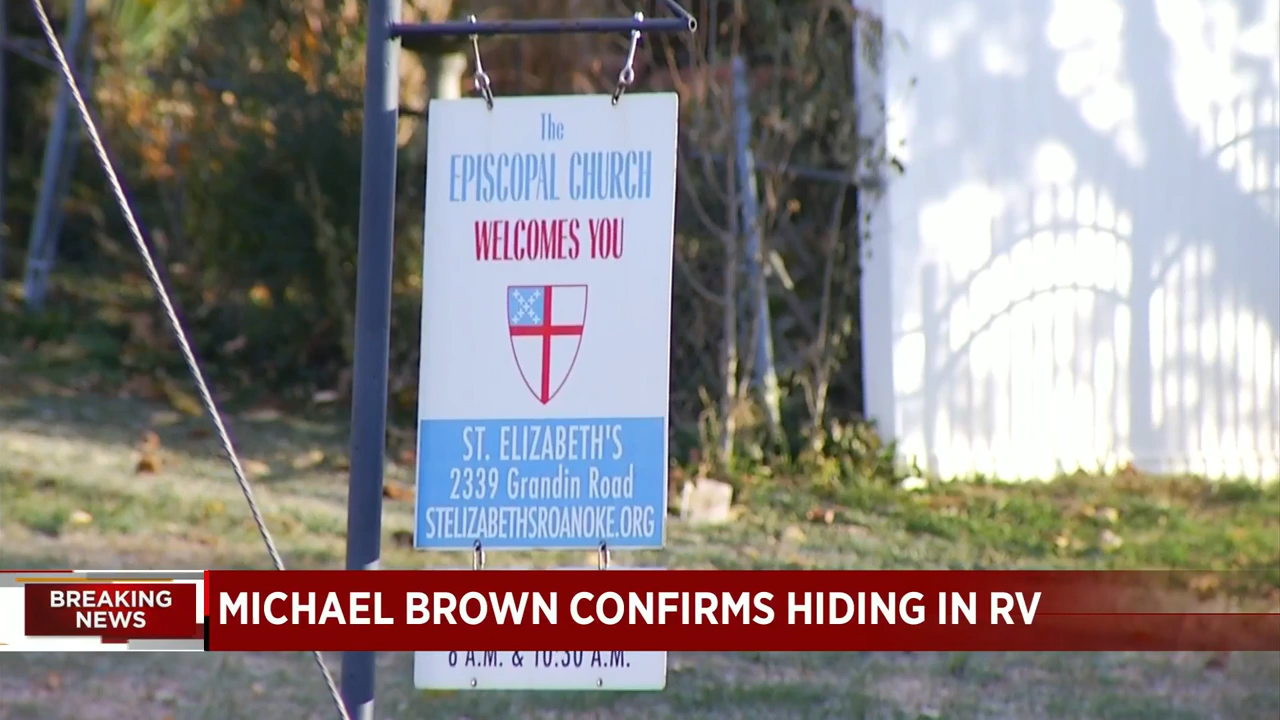 The
EPISCOPAL CHURCH
WELCOMES YOU
ST. ELIZABETH'S
2339 Grandin Road
STELIZABETHSROANOKE.ORG
BREAKING
NEWS
MICHAEL BROWN CONFIRMS HIDING IN RV
8 A.M. & 10:30 A.M.